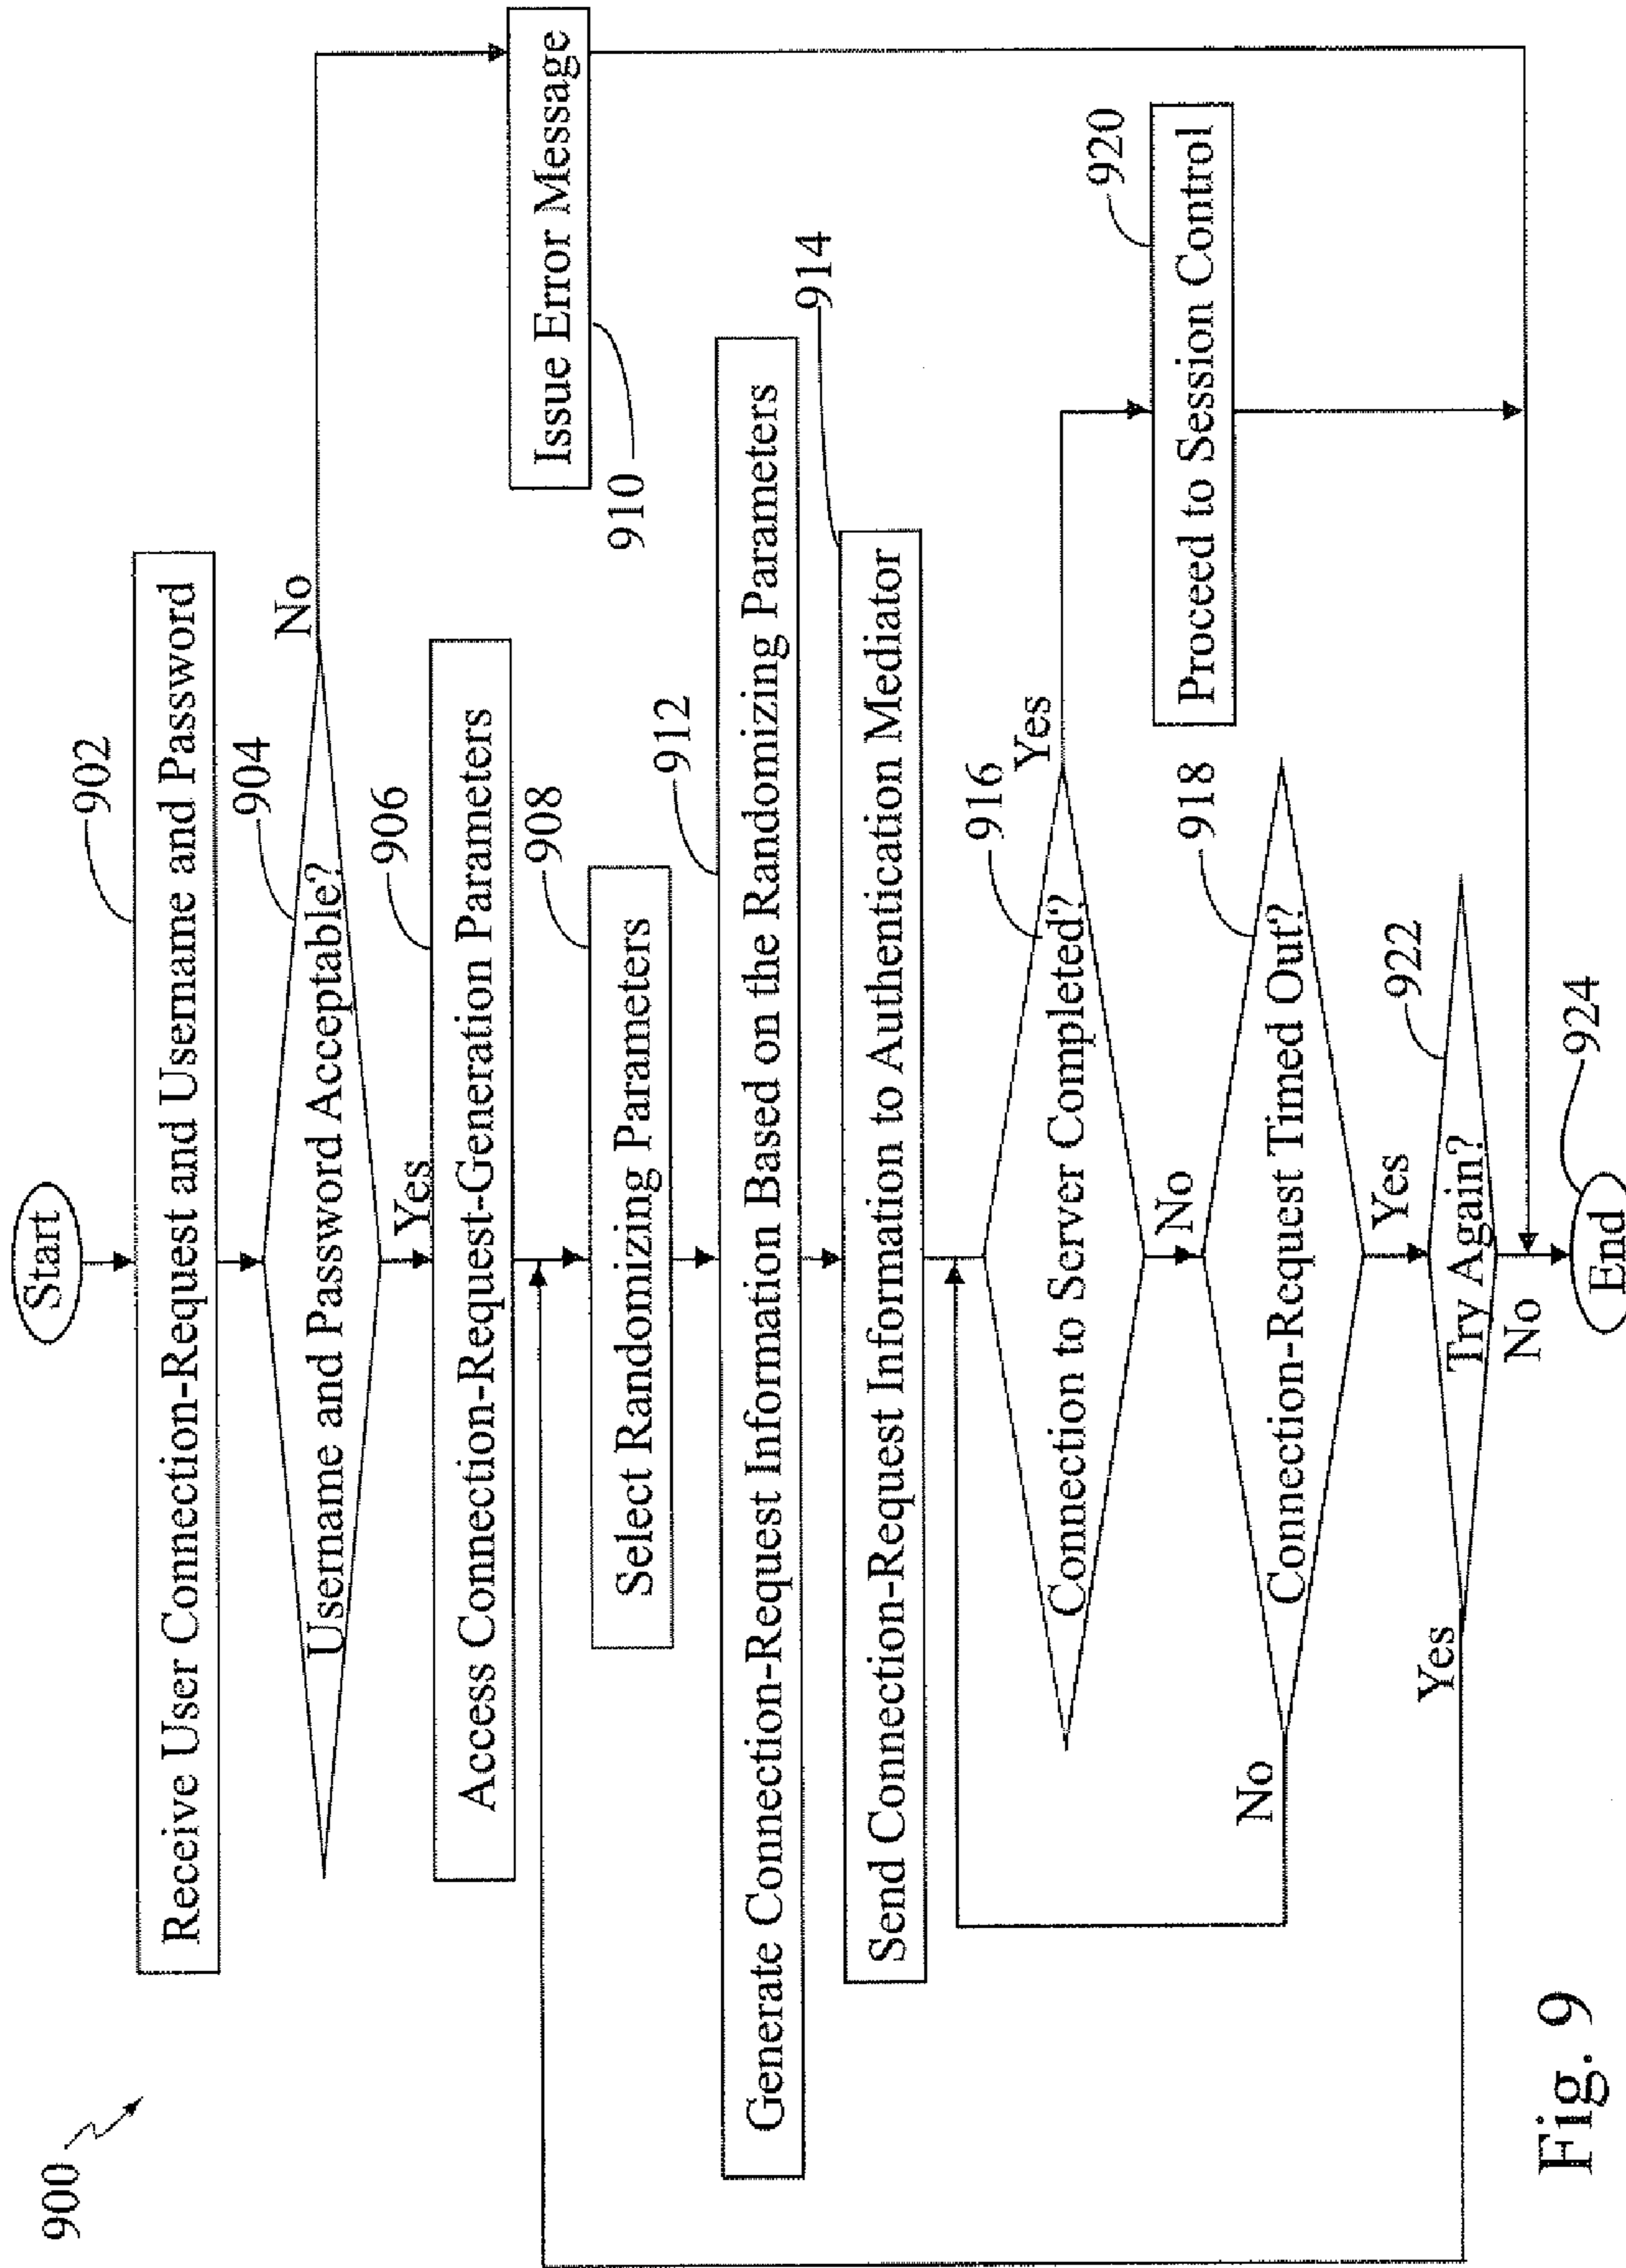 900
Start
902
Receive User Connection-Request and Username and Password
904
Username and Password Acceptable?
No
Yes
906
Access Connection-Request-Generation Parameters
Issue Error Message
910
908
Select Randomizing Parameters
912
Generate Connection-Request Information Based on the Randomizing Parameters
914
Send Connection-Request Information to Authentication Mediator
916
Connection to Server Completed?
Yes
No
920
Proceed to Session Control
918
Connection-Request Timed Out?
No
Yes
922
Try Again?
Yes
No
924
End
Fig. 9